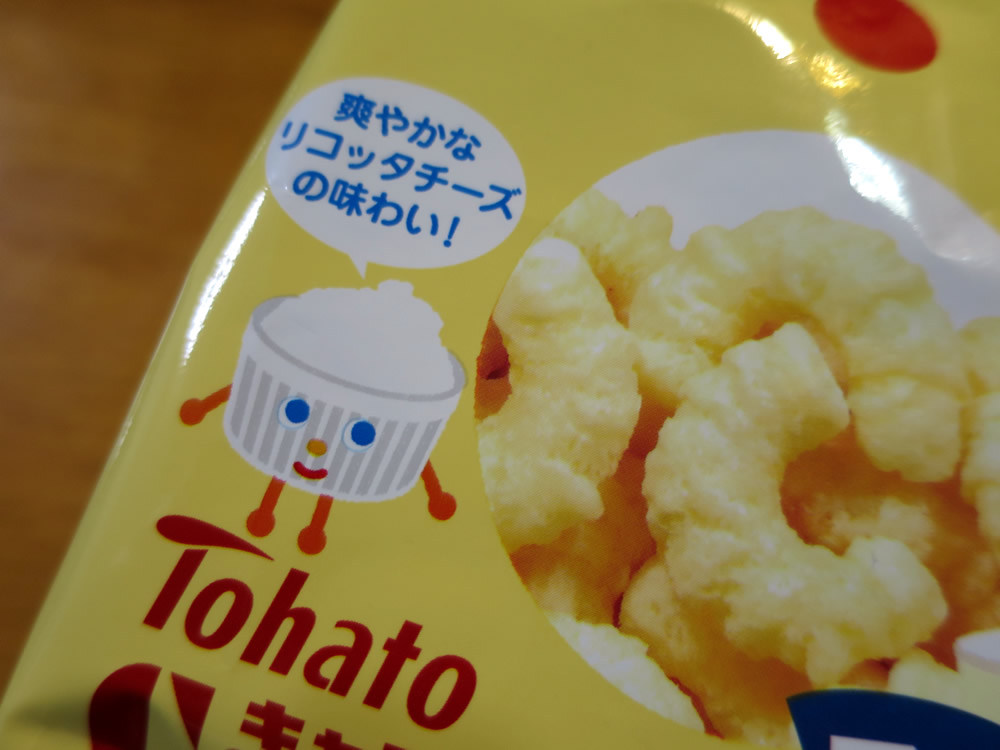 爽やかな
リコッタチーズ
の味わい!
Tohato